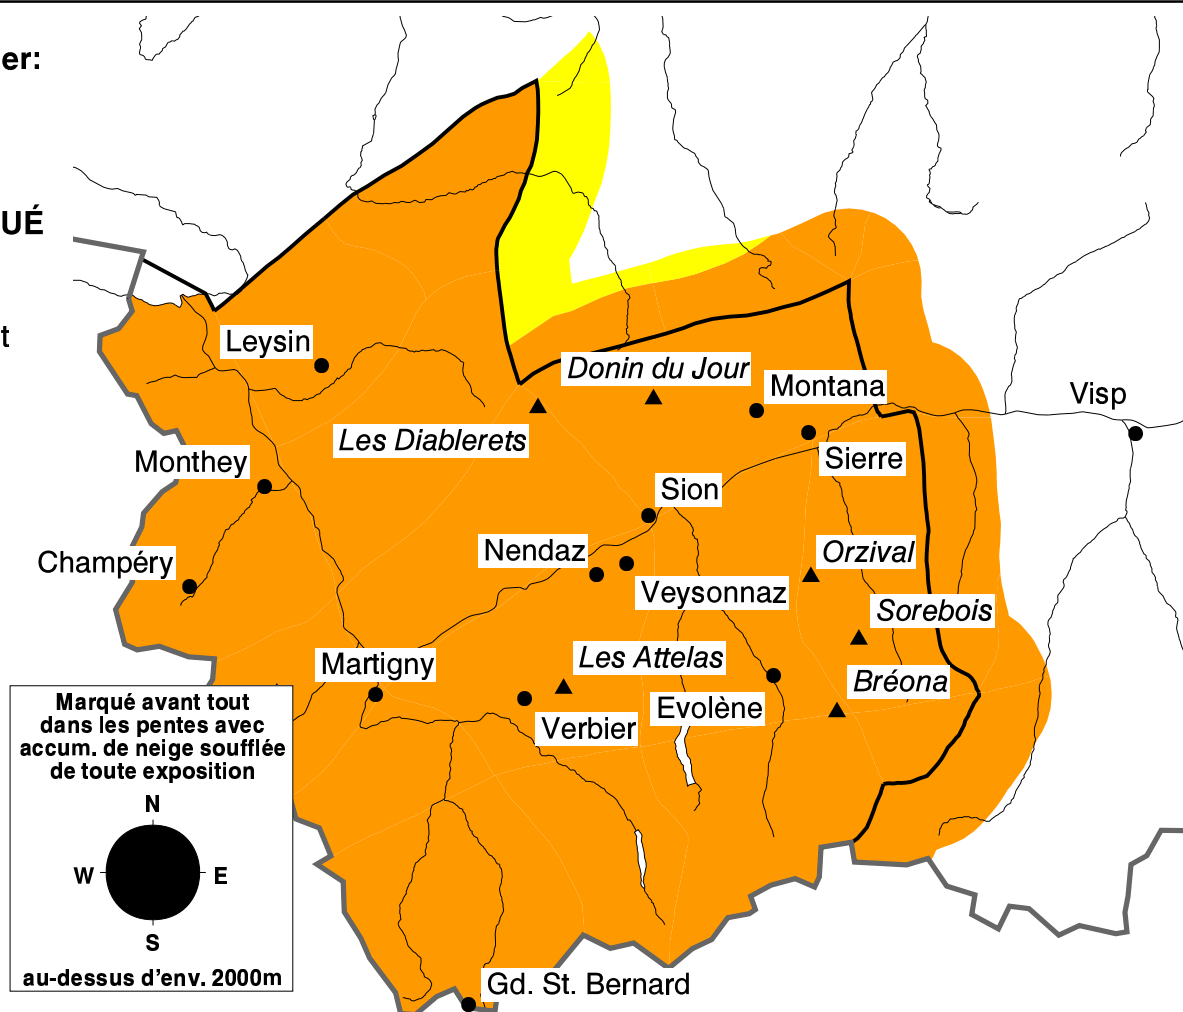 er:
UÉ
t
Leysin
Donin du Jour
Montana
Visp
Les Diablerets
Monthey
Sierre
Sion
Nendaz
Orzival
Champéry
Veysonnaz
Sorebois
Martigny
Les Attelas
Bréona
Evolène
Verbier
Marqué avant tout
dans les pentes avec
accum. de neige soufflée
de toute exposition
N
W
E
S
au-dessus d'env. 2000m
Gd. St. Bernard